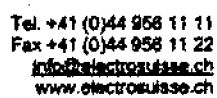 Tel. +41 (0)44 956 11 11
Fax +41 (0)44 956 11 22
info@electrosuisse.ch
www.electrosuisse.ch